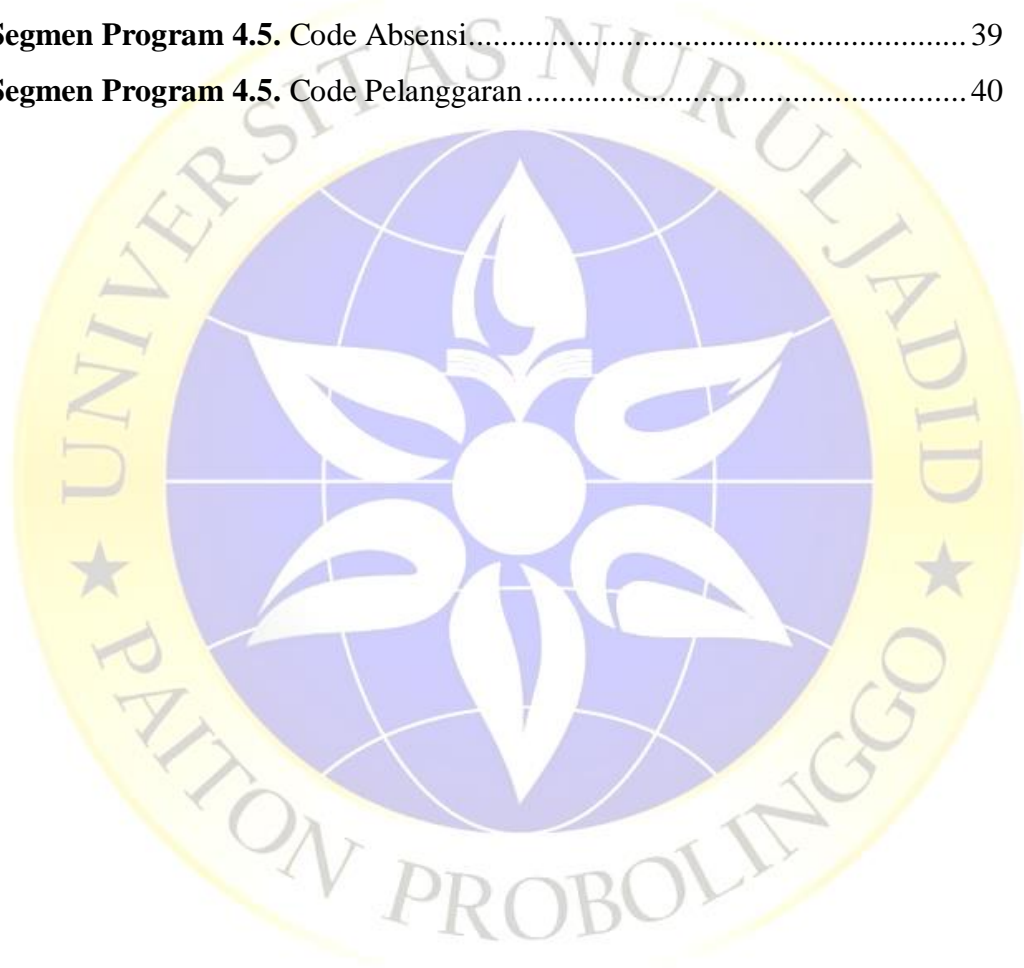 Segmen Program 4.5. Code Absensi.................................................. 39
Segmen Program 4.5. Code Pelanggaran .......................................... 40
UNIVERSITAS NURUL JADID
★ PAITON PROBOLINGGO ★